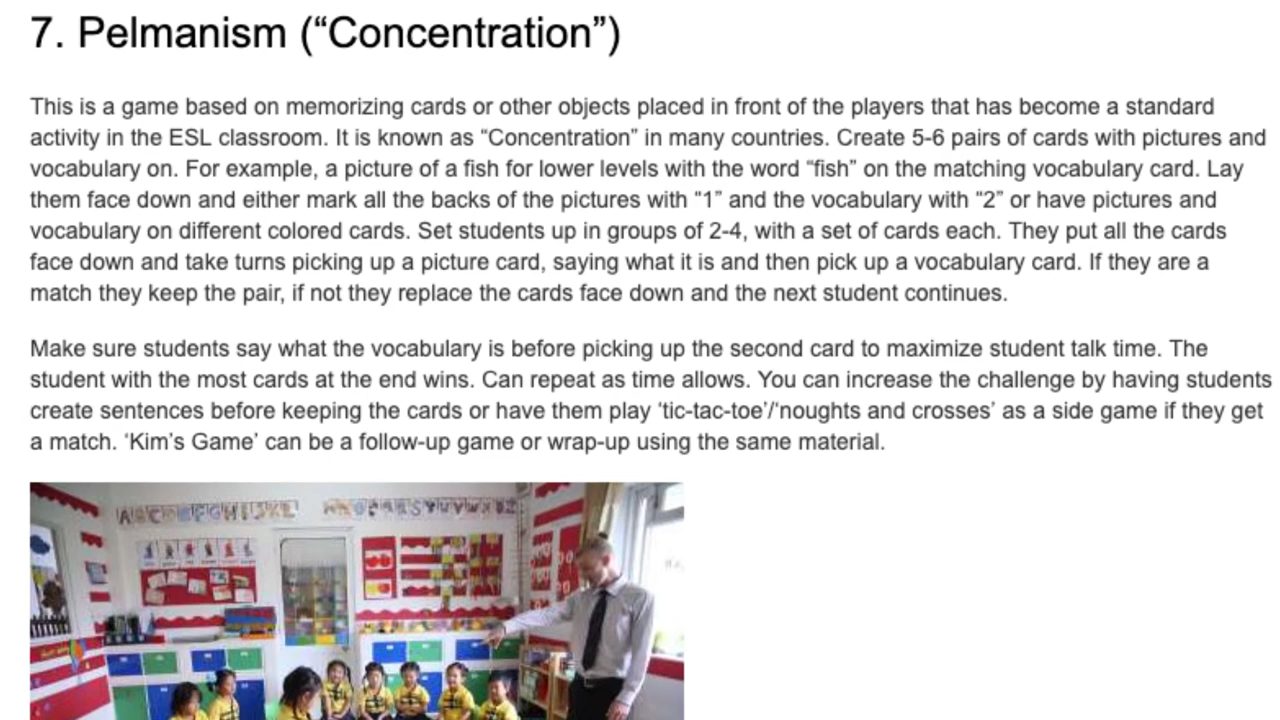 7. Pelmanism (“Concentration”)
This is a game based on memorizing cards or other objects placed in front of the players that has become a standard
activity in the ESL classroom. It is known as “Concentration” in many countries. Create 5-6 pairs of cards with pictures and
vocabulary on. For example, a picture of a fish for lower levels with the word “fish” on the matching vocabulary card. Lay
them face down and either mark all the backs of the pictures with “1” and the vocabulary with “2” or have pictures and
vocabulary on different colored cards. Set students up in groups of 2-4, with a set of cards each. They put all the cards
face down and take turns picking up a picture card, saying what it is and then pick up a vocabulary card. If they are a
match they keep the pair, if not they replace the cards face down and the next student continues.
Make sure students say what the vocabulary is before picking up the second card to maximize student talk time. The
student with the most cards at the end wins. Can repeat as time allows. You can increase the challenge by having students
create sentences before keeping the cards or have them play ‘tic-tac-toe’/‘noughts and crosses’ as a side game if they get
a match. ‘Kim’s Game’ can be a follow-up game or wrap-up using the same material.